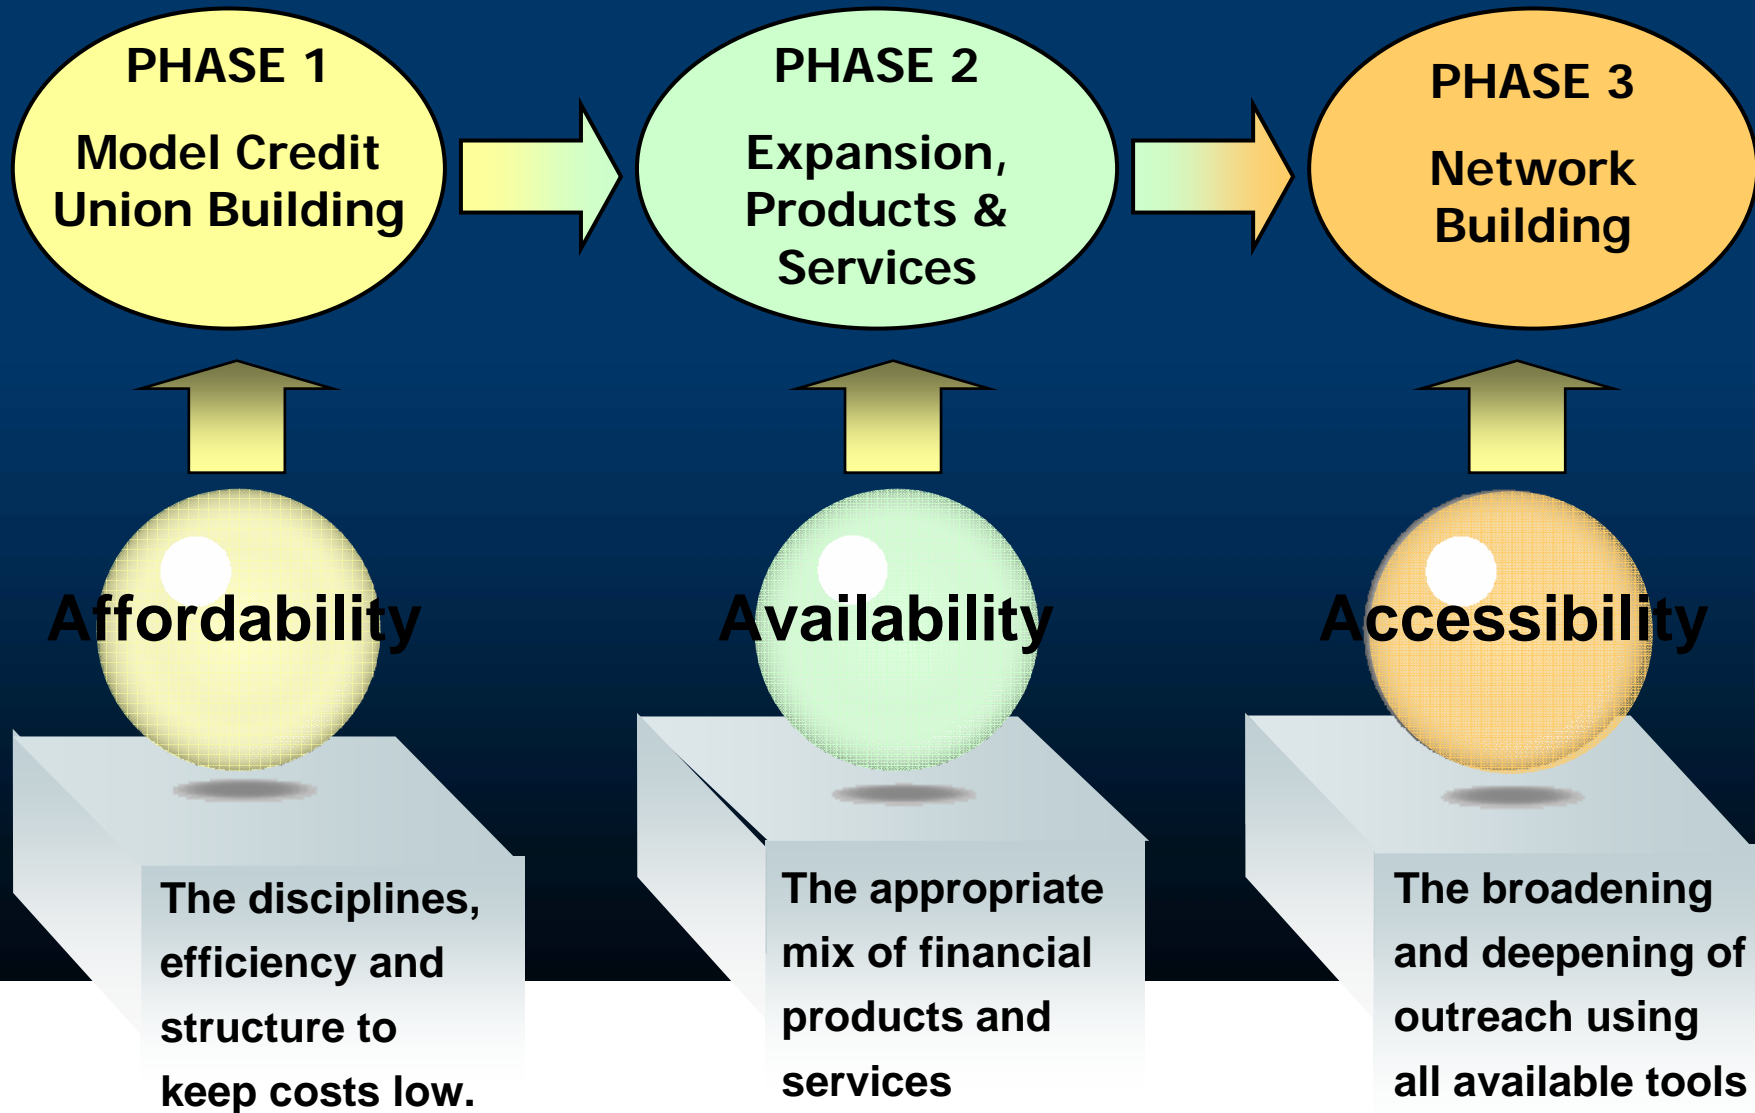 PHASE 1
Model Credit
Union Building
PHASE 2
Expansion,
Products &
Services
PHASE 3
Network
Building
Affordability
Availability
Accessibility
The disciplines,
efficiency and
structure to
keep costs low.
The appropriate
mix of financial
products and
services
The broadening
and deepening of
outreach using
all available tools